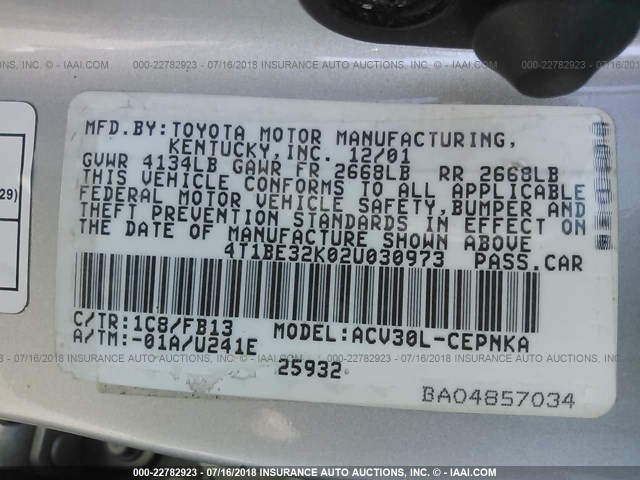 000-22782923 - 07/16/2018 INSURANCE AUTO AUCTIONS, INC. - IAAI.COM
MFD.BY:TOYOTA MOTOR MANUFACTURING,
KENTUCKY,INC. 12/01
GVWR 4134LB GAWR FR 2668LB RR 2668LB
THIS VEHICLE CONFORMS TO ALL APPLICABLE
FEDERAL MOTOR VEHICLE SAFETY,BUMPER AND
THEFT PREVENTION STANDARDS IN EFFECT ON
THE DATE OF MANUFACTURE SHOWN ABOVE
4T1BE32K02U030973 PASS.CAR
C/TR:1C8/FB13 MODEL:ACV30L-CEPNKA
A/TM:-01A/U241E
25932
BA04857034
29)
000-22782923 - 07/16/2018 INSURANCE AUTO AUCTIONS, INC. - IAAI.COM
000-22782923 - 07/16/2018 INSURANCE AUTO AUCTIONS, INC. - IAAI.COM